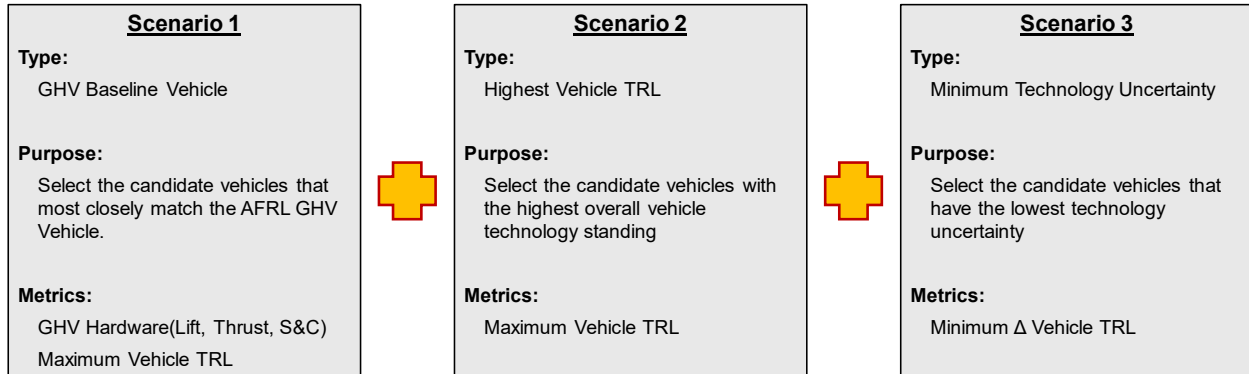 Scenario 1
Type:
GHV Baseline Vehicle
Purpose:
Select the candidate vehicles that
most closely match the AFRL GHV
Vehicle.
Metrics:
GHV Hardware(Lift, Thrust, S&C)
Maximum Vehicle TRL
Scenario 2
Type:
Highest Vehicle TRL
Purpose:
Select the candidate vehicles with
the highest overall vehicle
technology standing
Metrics:
Maximum Vehicle TRL
Scenario 3
Type:
Minimum Technology Uncertainty
Purpose:
Select the candidate vehicles that
have the lowest technology
uncertainty
Metrics:
Minimum Δ Vehicle TRL